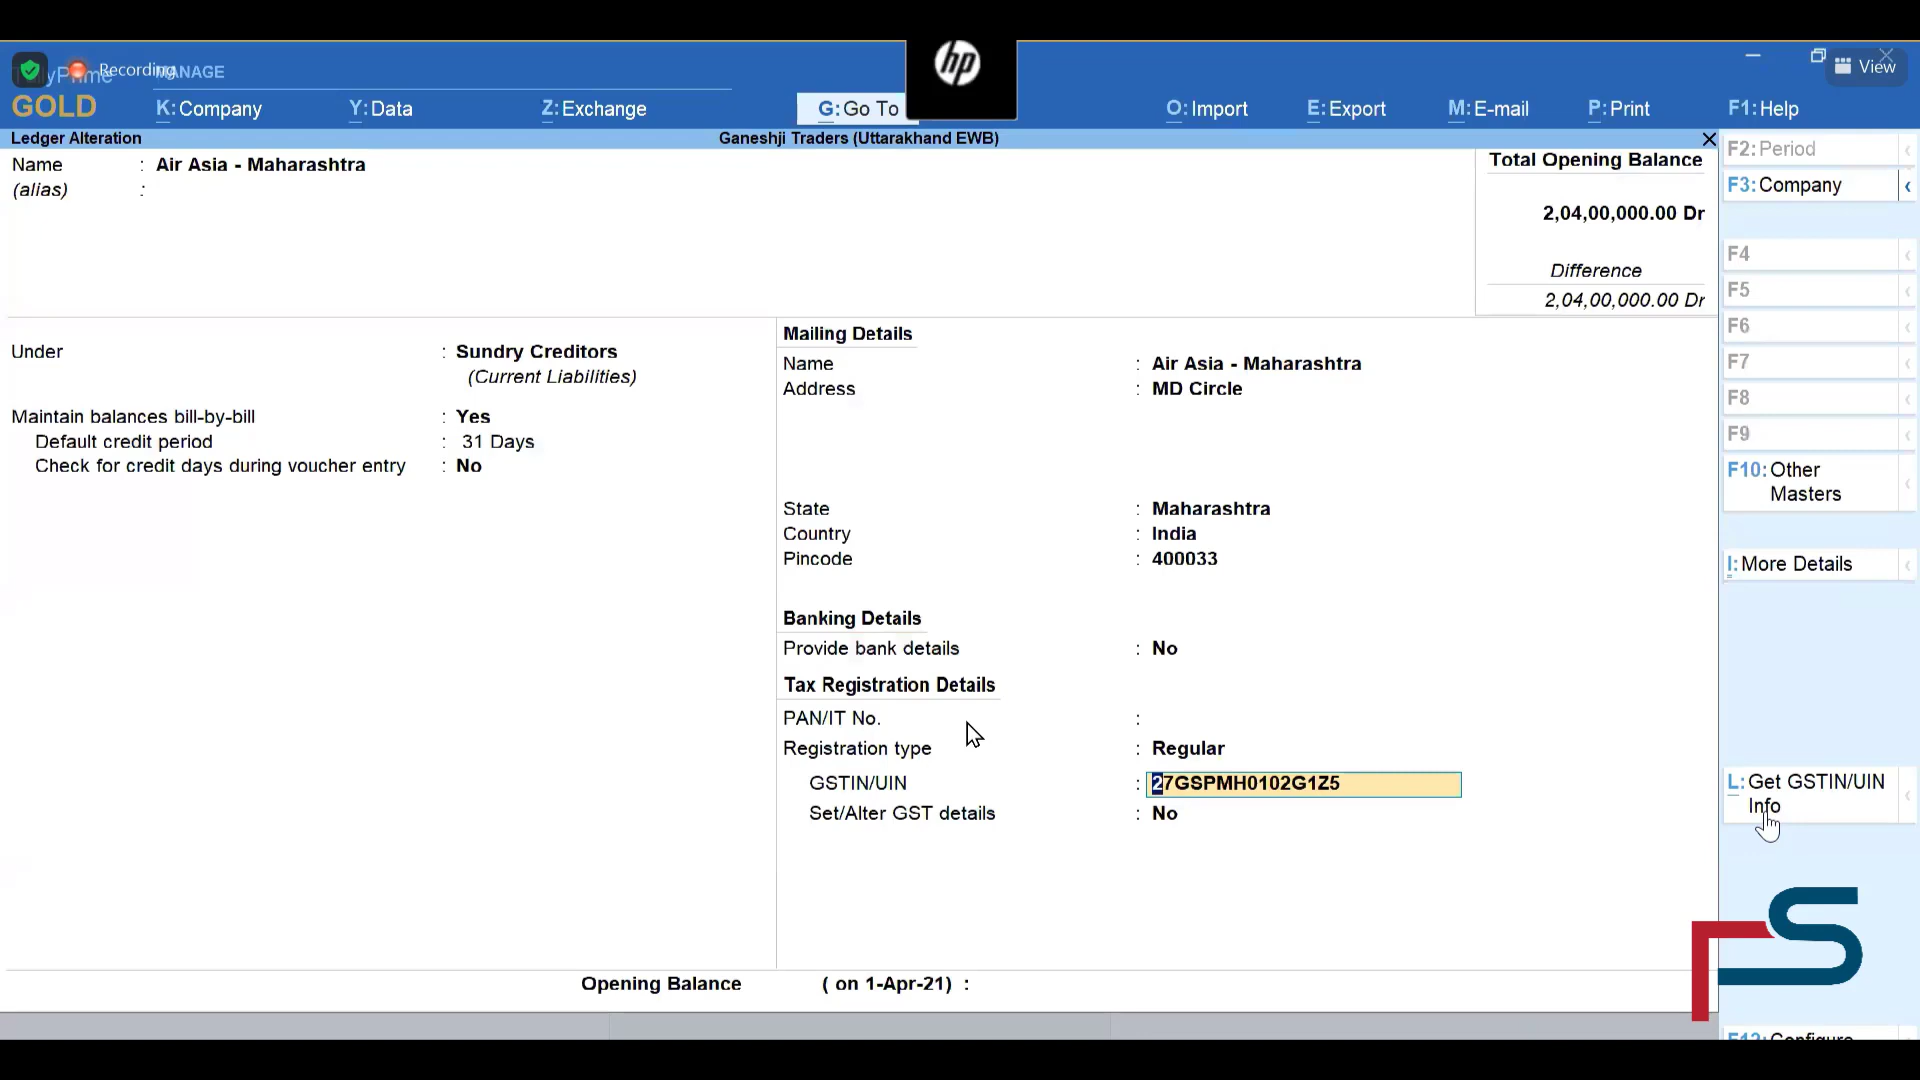 View
Recording
MANAGE
GOLD
K: Company
Y: Data
Z: Exchange
G: Go To
hp
O: Import
E: Export
M: E-mail
P: Print
F1: Help
Ledger Alteration
Ganeshji Traders (Uttarakhand EWB)
Name : Air Asia - Maharashtra
(alias) :
Total Opening Balance
2,04,00,000.00 Dr
Difference
2,04,00,000.00 Dr
Under : Sundry Creditors
(Current Liabilities)
Maintain balances bill-by-bill : Yes
Default credit period : 31 Days
Check for credit days during voucher entry : No
Mailing Details
Name : Air Asia - Maharashtra
Address : MD Circle
State : Maharashtra
Country : India
Pincode : 400033
Banking Details
Provide bank details : No
Tax Registration Details
PAN/IT No. :
Registration type : Regular
GSTIN/UIN : 27GSPMH0102G1Z5
Set/Alter GST details : No
Opening Balance ( on 1-Apr-21) :
F2: Period
F3: Company
F4
F5
F6
F7
F8
F9
F10: Other
Masters
I: More Details
L: Get GSTIN/UIN
Info
F12: Configure